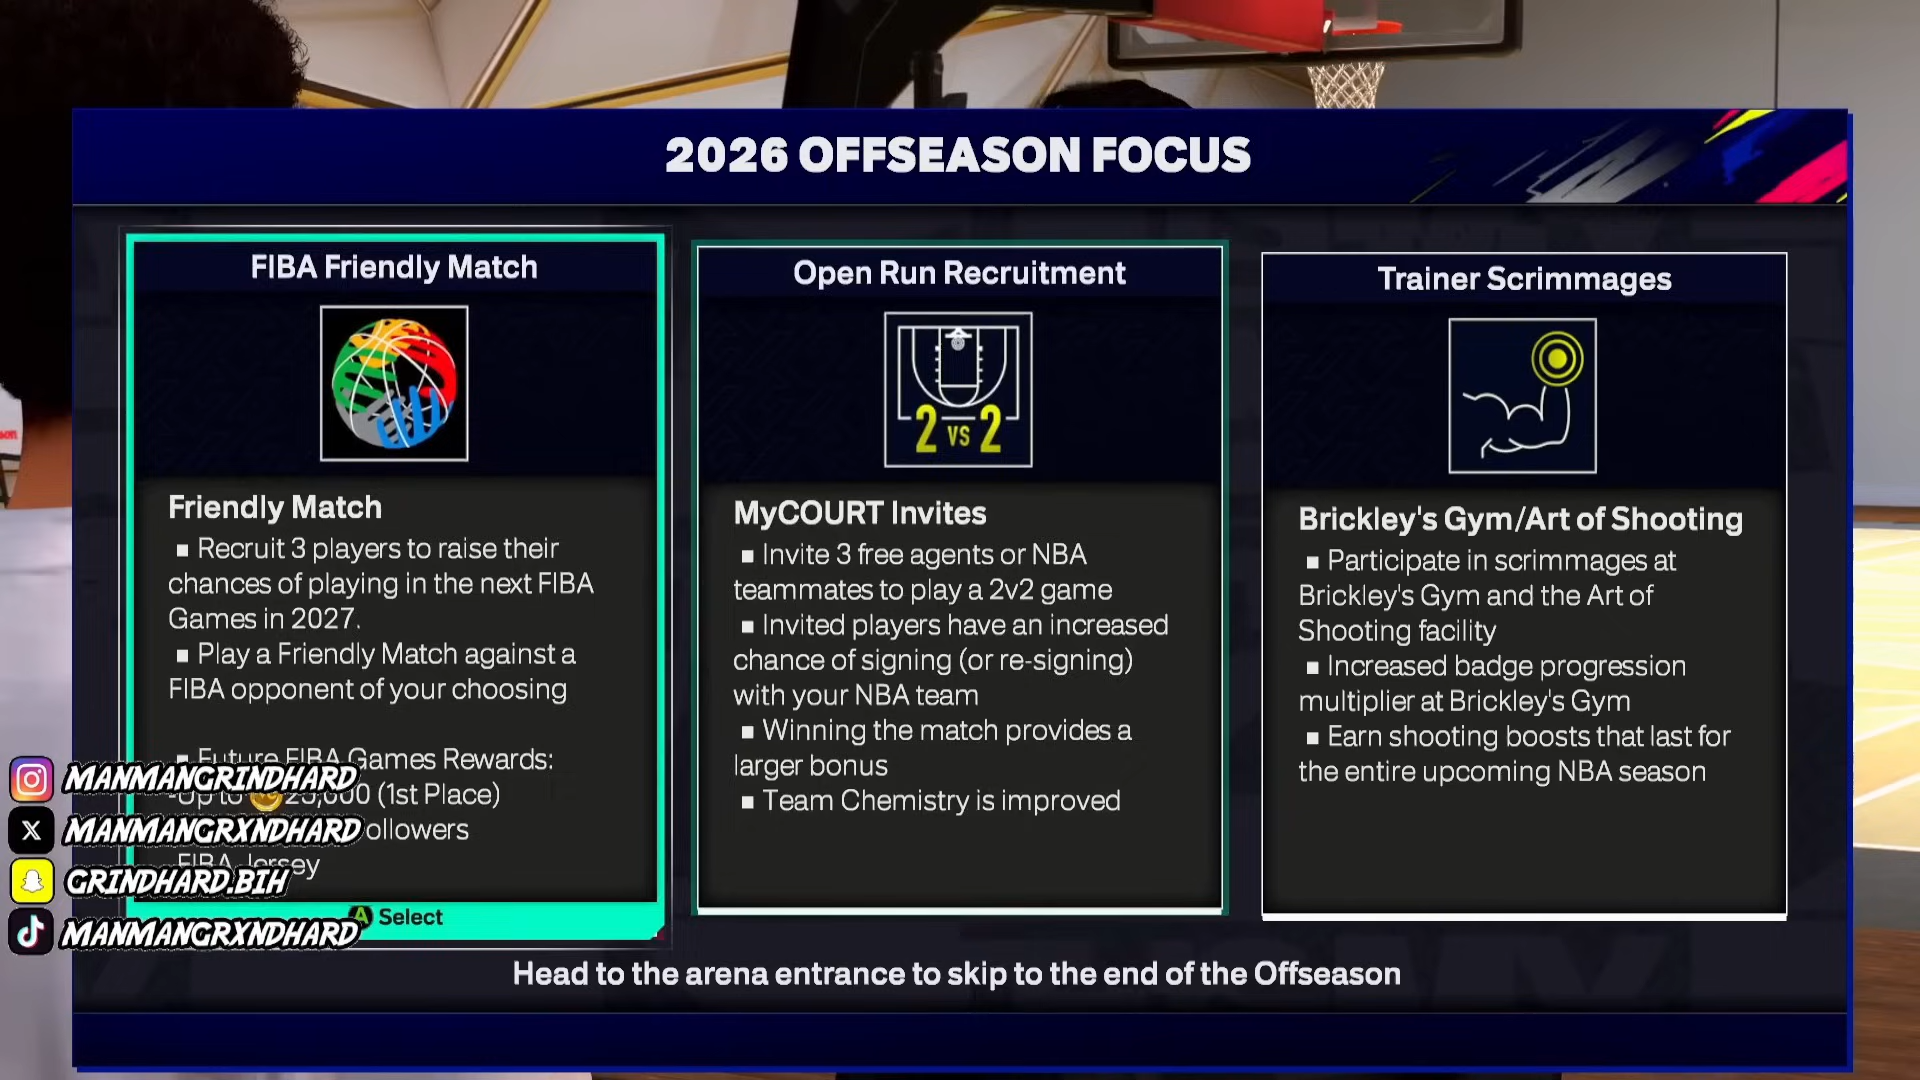 2026 OFFSEASON FOCUS
FIBA Friendly Match
Friendly Match
▪ Recruit 3 players to raise their
chances of playing in the next FIBA
Games in 2027.
▪ Play a Friendly Match against a
FIBA opponent of your choosing
▪ Future FIBA Games Rewards:
-Up to 25,000 (1st Place)
ollowers
FIBA Jersey
A Select
Open Run Recruitment
2 VS 2
MyCOURT Invites
▪ Invite 3 free agents or NBA
teammates to play a 2v2 game
▪ Invited players have an increased
chance of signing (or re-signing)
with your NBA team
▪ Winning the match provides a
larger bonus
▪ Team Chemistry is improved
Trainer Scrimmages
Brickley's Gym/Art of Shooting
▪ Participate in scrimmages at
Brickley's Gym and the Art of
Shooting facility
▪ Increased badge progression
multiplier at Brickley's Gym
▪ Earn shooting boosts that last for
the entire upcoming NBA season
MANMANGRINDHARD
MANMANGRXNDHARD
GRINDHARD.BIH
MANMANGRXNDHARD
Head to the arena entrance to skip to the end of the Offseason